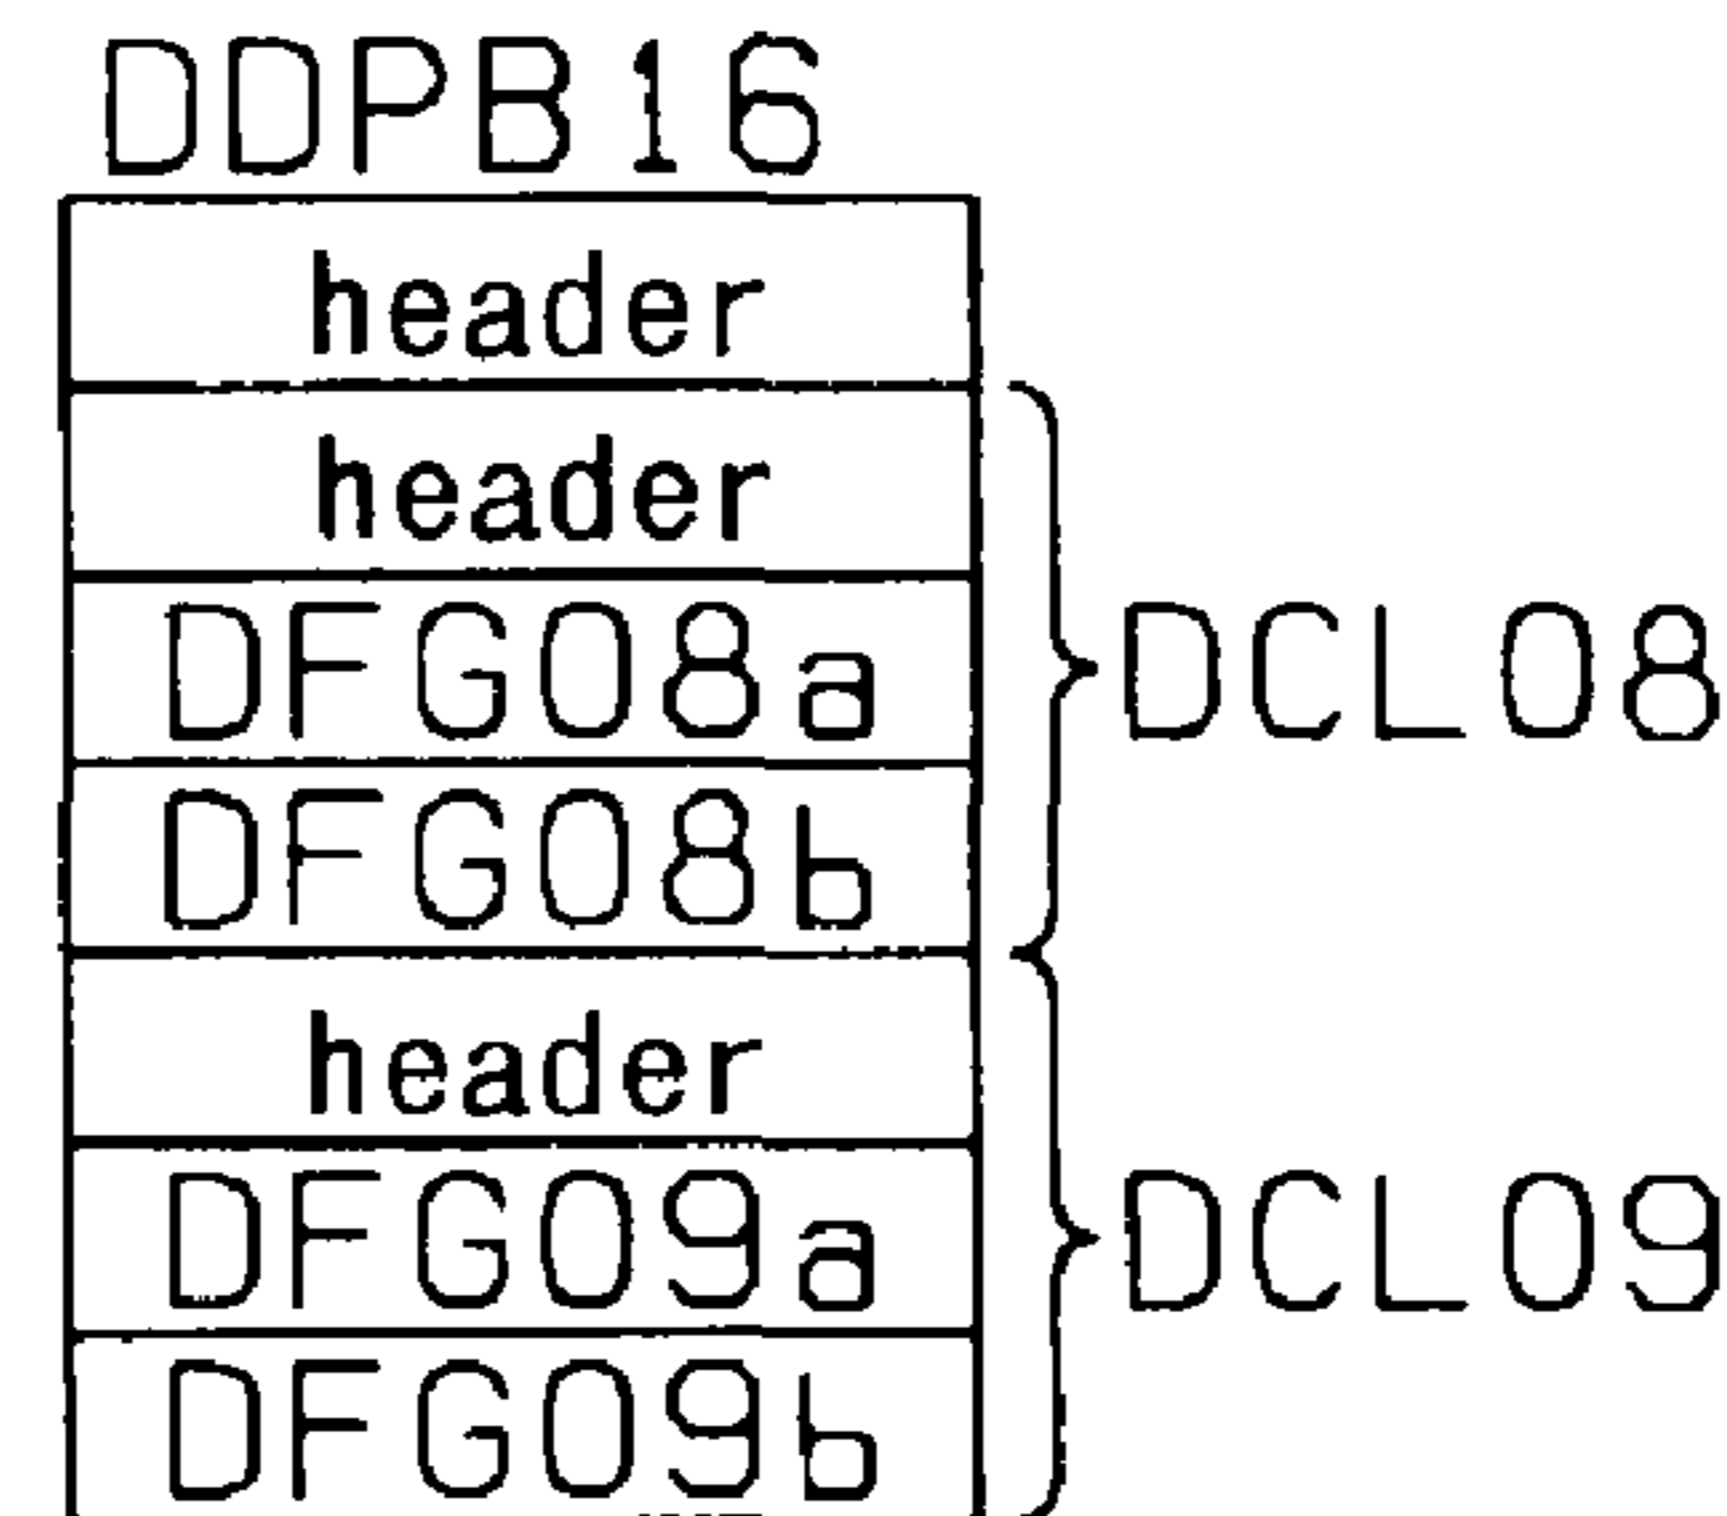 DDPB16
header
header
DFG08a
DCL08
DFG08b
header
DFG09a
DCL09
DFG09b